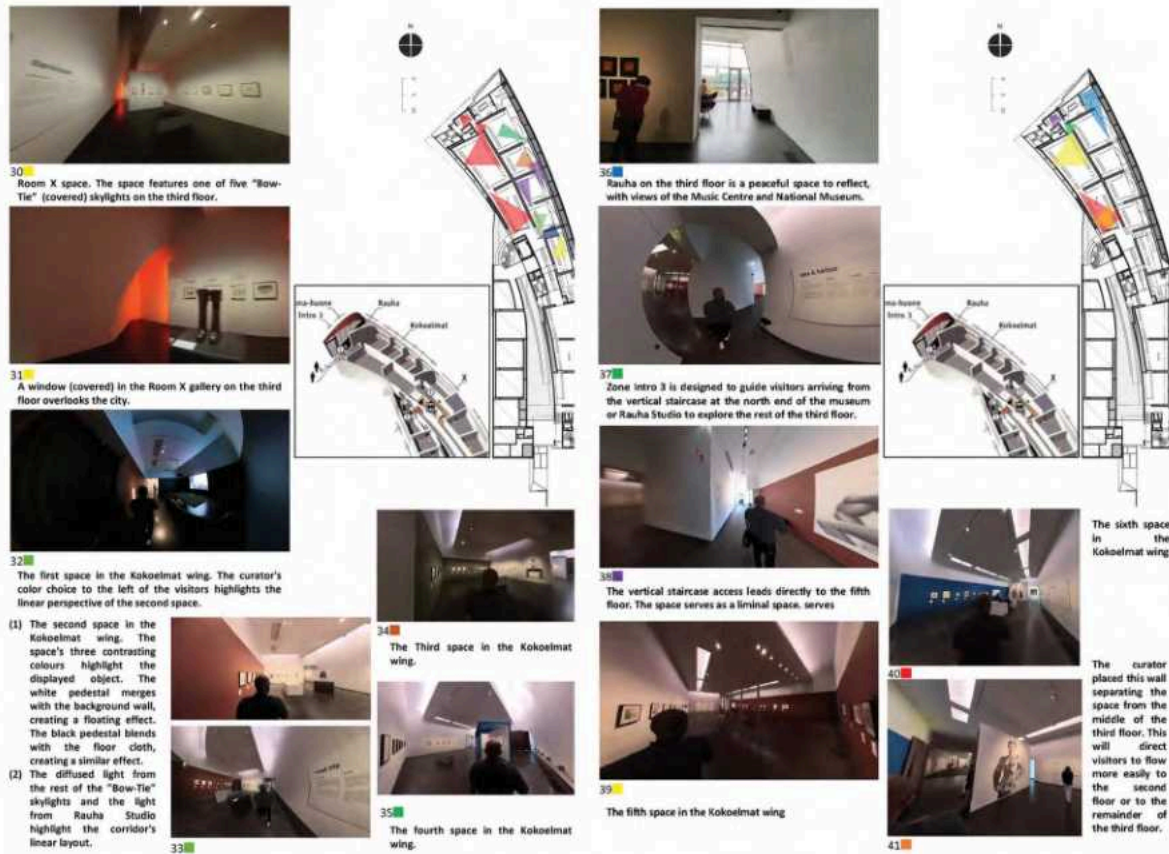 30
Room X space. The space features one of five "Bow-
Tie" (covered) skylights on the third floor.
31
A window (covered) in the Room X gallery on the third
floor overlooks the city.
32
The first space in the Kokoelmat wing. The curator's
color choice to the left of the visitors highlights the
linear perspective of the second space.
(1) The second space in the
Kokoelmat wing. The
space's three contrasting
colours highlight the
displayed object. The
white pedestal merges
with the background wall,
creating a floating effect.
The black pedestal blends
with the floor cloth,
creating a similar effect.
(2) The diffused light from
the rest of the "Bow-Tie"
skylights and the light
from Rauha Studio
highlight the corridor's
linear layout.
33
N
ma-huone
Intro 3
Rauha
Kokoelmat
X
34
The Third space in the Kokoelmat
wing.
35
The fourth space in the Kokoelmat
wing.
36
Rauha on the third floor is a peaceful space to reflect,
with views of the Music Centre and National Museum.
37
Zone intro 3 is designed to guide visitors arriving from
the vertical staircase at the north end of the museum
or Rauha Studio to explore the rest of the third floor.
38
The vertical staircase access leads directly to the fifth
floor. The space serves as a liminal space. serves
39
The fifth space in the Kokoelmat wing
N
ma-huone
Intro 3
Rauha
Kokoelmat
X
40
The sixth space
in the
Kokoelmat wing
41
The curator
placed this wall
separating the
space from the
middle of the
third floor. This
will direct
visitors to flow
more easily to
the second
floor or to the
remainder of
the third floor.